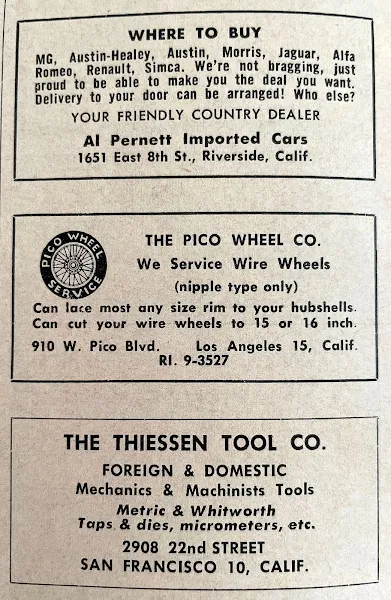 WHERE TO BUY
MG, Austin-Healey, Austin, Morris, Jaguar, Alfa
Romeo, Renault, Simca. We're not bragging, just
proud to be able to make you the deal you want.
Delivery to your door can be arranged! Who else?
YOUR FRIENDLY COUNTRY DEALER
Al Pernett Imported Cars
1651 East 8th St., Riverside, Calif.
PICO WHEEL
SERVICE
THE PICO WHEEL CO.
We Service Wire Wheels
(nipple type only)
Can lace most any size rim to your hubshells.
Can cut your wire wheels to 15 or 16 inch.
910 W. Pico Blvd. Los Angeles 15, Calif.
RI. 9-3527
THE THIESSEN TOOL CO.
FOREIGN & DOMESTIC
Mechanics & Machinists Tools
Metric & Whitworth
Taps & dies, micrometers, etc.
2908 22nd STREET
SAN FRANCISCO 10, CALIF.